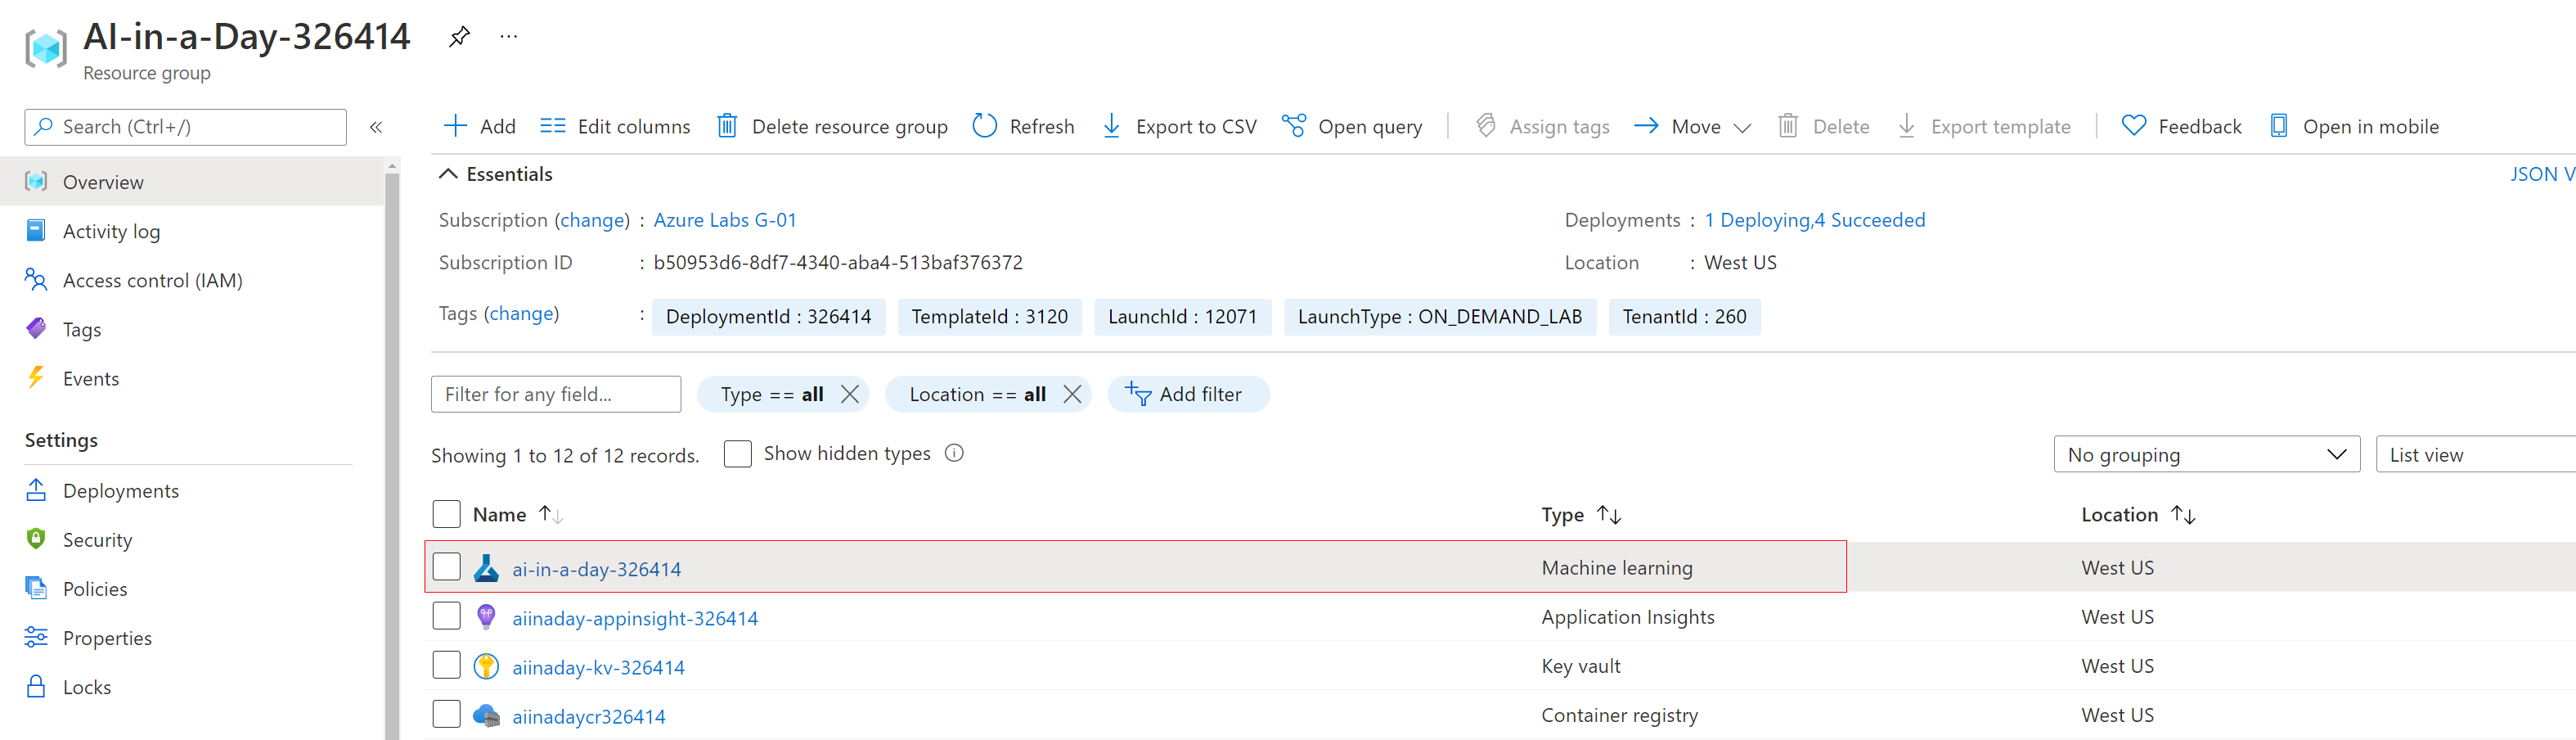 AI-in-a-Day-326414
Resource group
Search (Ctrl+/)
Overview
Activity log
Access control (IAM)
Tags
Events
Settings
Deployments
Security
Policies
Properties
Locks
Add Edit columns Delete resource group Refresh Export to CSV Open query Assign tags Move Delete Export template Feedback Open in mobile
Essentials JSON V
Subscription (change) : Azure Labs G-01 Deployments : 1 Deploying,4 Succeeded
Subscription ID : b50953d6-8df7-4340-aba4-513baf376372 Location : West US
Tags (change) : DeploymentId : 326414 TemplateId : 3120 LaunchId : 12071 LaunchType : ON_DEMAND_LAB TenantId : 260
Filter for any field... Type == all Location == all Add filter
Showing 1 to 12 of 12 records. Show hidden types No grouping List view
Name Type Location
ai-in-a-day-326414 Machine learning West US
aiinaday-appinsight-326414 Application Insights West US
aiinaday-kv-326414 Key vault West US
aiinadaycr326414 Container registry West US